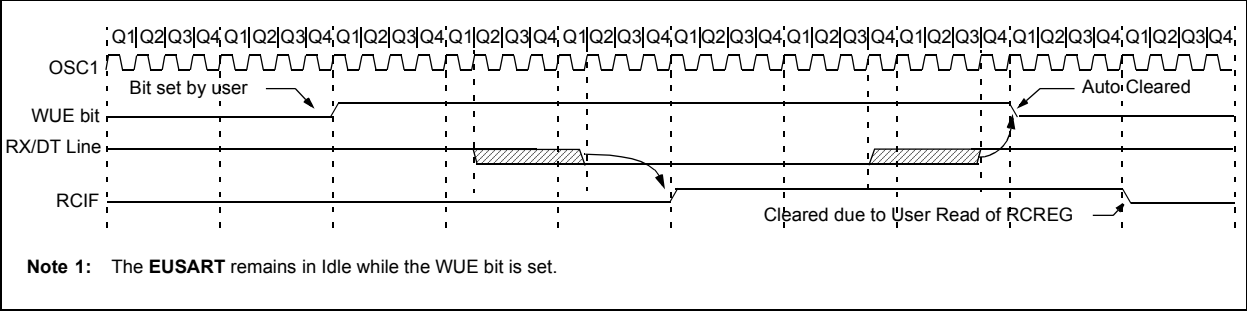 Q1 Q2 Q3 Q4 Q1 Q2 Q3 Q4 Q1 Q2 Q3 Q4 Q1 Q2 Q3 Q4 Q1 Q2 Q3 Q4 Q1 Q2 Q3 Q4 Q1 Q2 Q3 Q4 Q1 Q2 Q3 Q4 Q1 Q2 Q3 Q4 Q1 Q2 Q3 Q4
OSC1
Bit set by user
Auto Cleared
WUE bit
RX/DT Line
RCIF
Cleared due to User Read of RCREG
Note 1: The EUSART remains in Idle while the WUE bit is set.